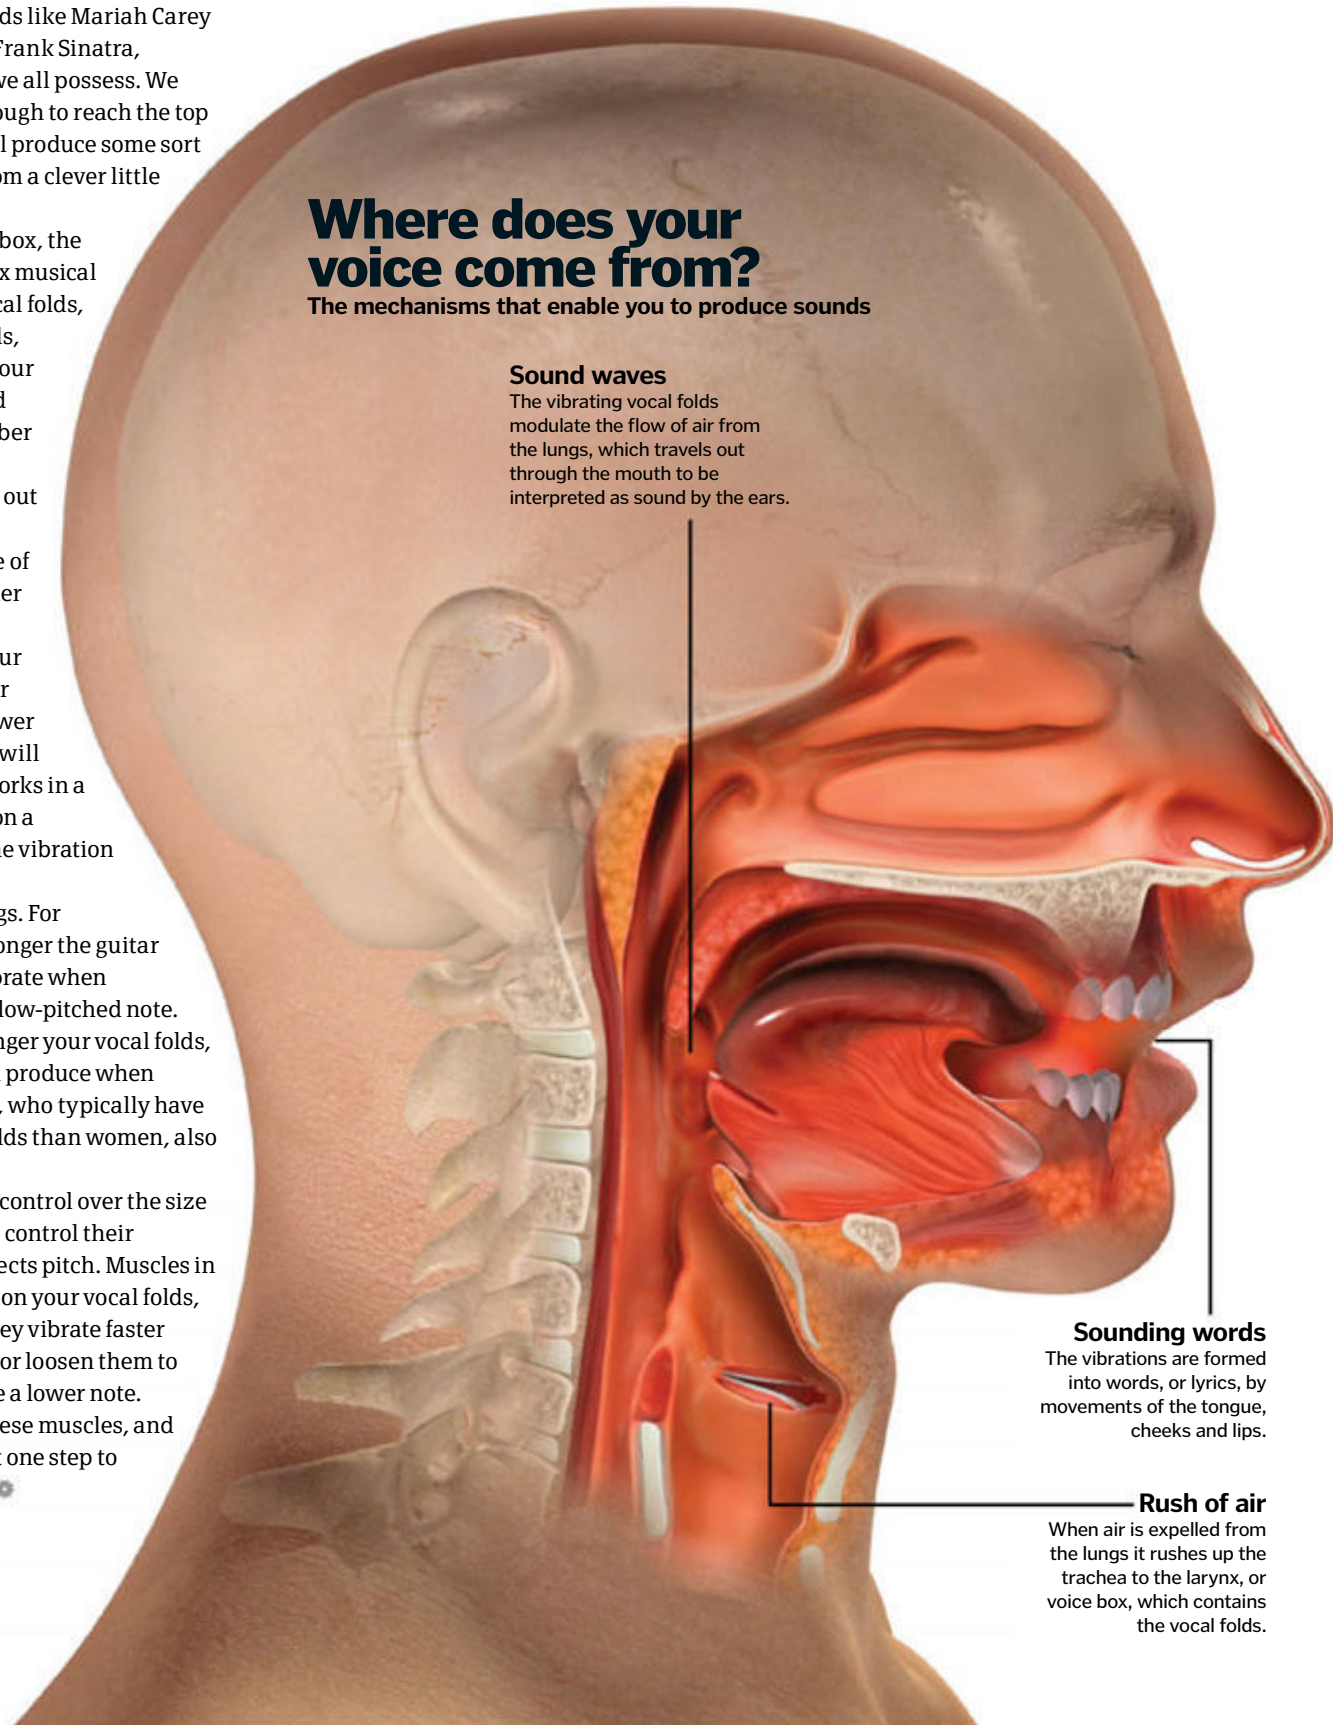 ds like Mariah Carey
Frank Sinatra,
we all possess. We
ough to reach the top
l produce some sort
om a clever little
box, the
x musical
cal folds,
ls,
our
d
ber
out
e of
er
ur
r
wer
will
orks in a
on a
e vibration
gs. For
onger the guitar
brate when
low-pitched note.
nger your vocal folds,
produce when
, who typically have
lds than women, also
control over the size
control their
ects pitch. Muscles in
on your vocal folds,
ey vibrate faster
or loosen them to
e a lower note.
ese muscles, and
t one step to
Where does your
voice come from?
The mechanisms that enable you to produce sounds
Sound waves
The vibrating vocal folds
modulate the flow of air from
the lungs, which travels out
through the mouth to be
interpreted as sound by the ears.
Sounding words
The vibrations are formed
into words, or lyrics, by
movements of the tongue,
cheeks and lips.
Rush of air
When air is expelled from
the lungs it rushes up the
trachea to the larynx, or
voice box, which contains
the vocal folds.